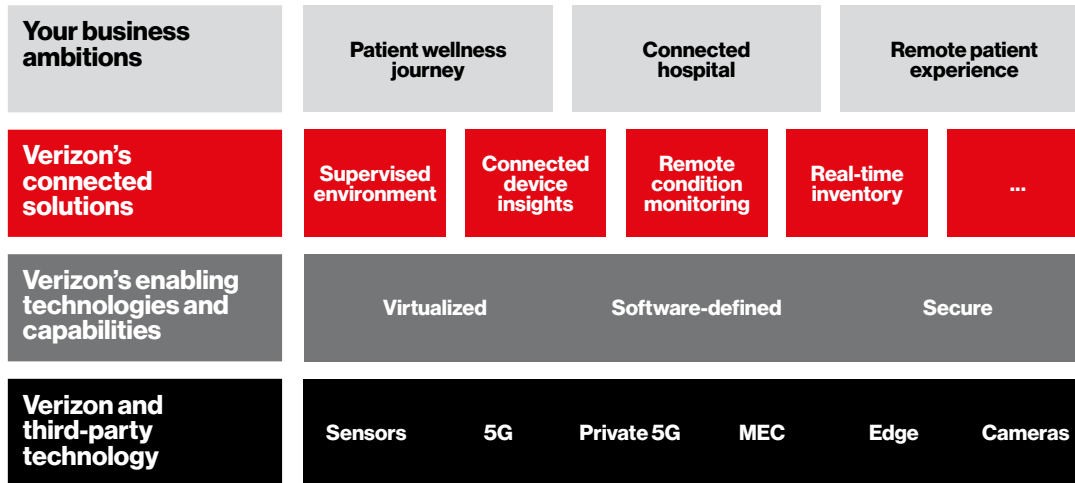 Your business
ambitions
Patient wellness
journey
Connected
hospital
Remote patient
experience
Verizon's
connected
solutions
Supervised
environment
Connected
device
insights
Remote
condition
monitoring
Real-time
inventory
...
Verizon's enabling
technologies and
capabilities
Virtualized
Software-defined
Secure
Verizon and
third-party
technology
Sensors
5G
Private 5G
MEC
Edge
Cameras